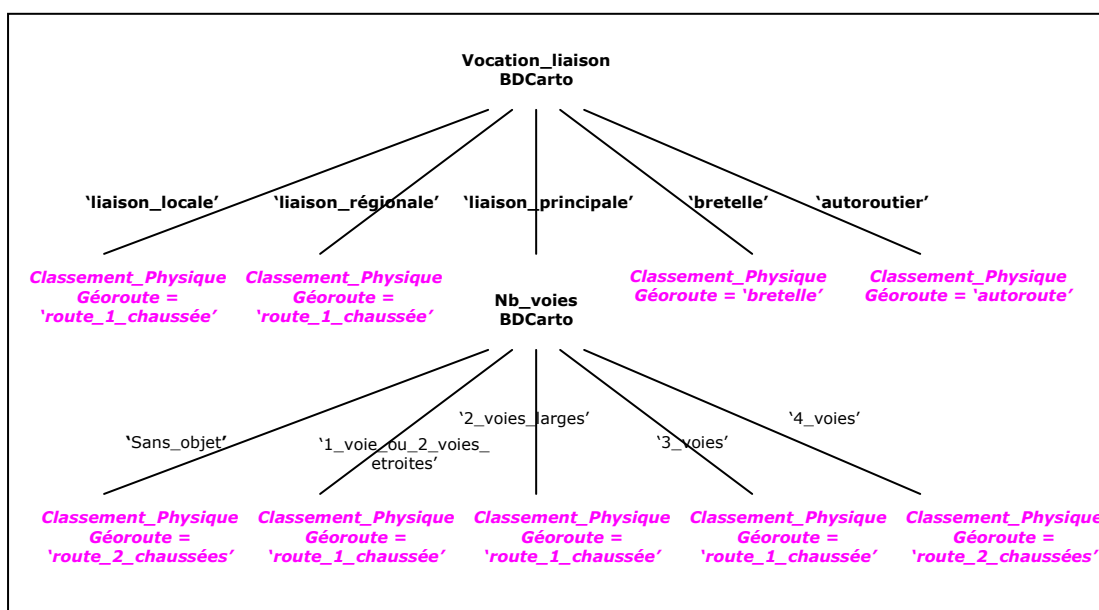 Vocation_liaison
BDCarto
‘liaison_locale’ ‘liaison_régionale’ ‘liaison_principale’ ‘bretelle’ ‘autoroutier’
Classement_Physique
Géoroute =
‘route_1_chaussée’
Classement_Physique
Géoroute =
‘route_1_chaussée’
Classement_Physique
Géoroute = ‘bretelle’
Classement_Physique
Géoroute = ‘autoroute’
Nb_voies
BDCarto
‘Sans_objet’
‘1_voie_ou_2_voies_
etroites’
‘2_voies_larges’
‘3_voies’
‘4_voies’
Classement_Physique
Géoroute =
‘route_2_chaussées’
Classement_Physique
Géoroute =
‘route_1_chaussée’
Classement_Physique
Géoroute =
‘route_1_chaussée’
Classement_Physique
Géoroute =
‘route_1_chaussée’
Classement_Physique
Géoroute =
‘route_2_chaussées’